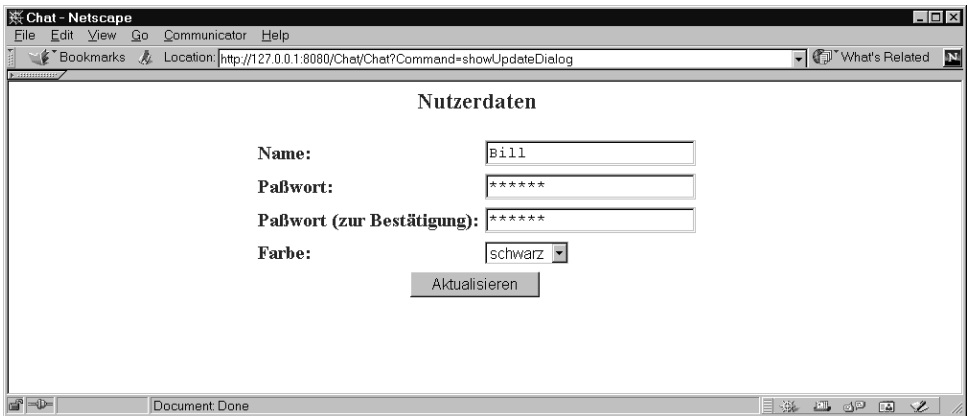 Chat - Netscape
File Edit View Go Communicator Help
Bookmarks Location: http://127.0.0.1:8080/Chat/Chat?Command=showUpdateDialog What's Related N
Nutzerdaten
Name: Bill
Paßwort: ******
Paßwort (zur Bestätigung): ******
Farbe: schwarz
Aktualisieren
Document: Done